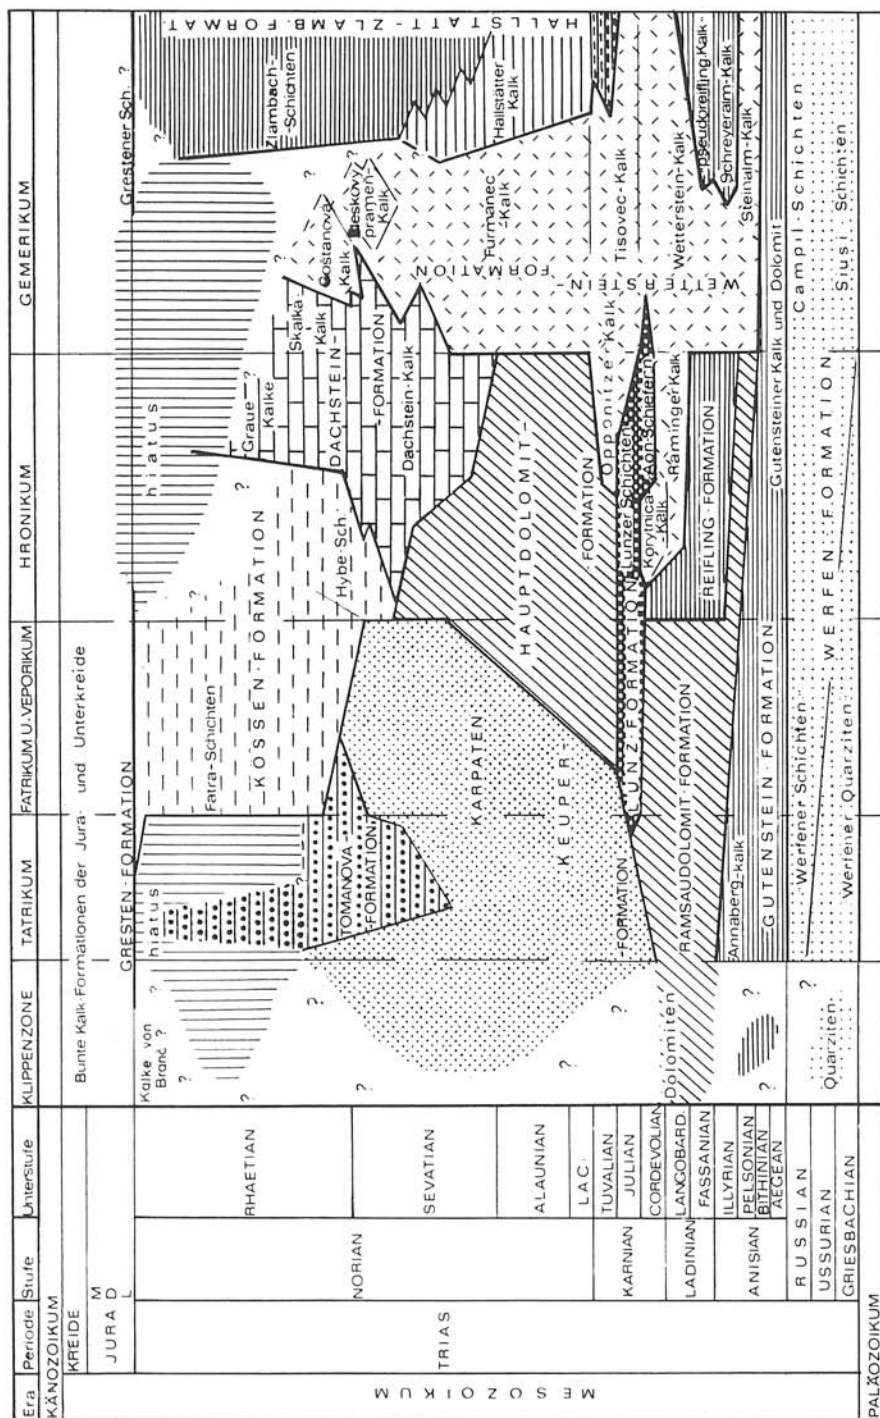 Era
Periode
Stufe
Unterstufe
KLIPPENZONE
TATRIKUM
FATRIKUM U. VEPORIKUM
HRONIKUM
GEMERIKUM
KÄNOZOIKUM
MESOZOIKUM
PALÄOZOIKUM
KREIDE
JURA
M
D
L
TRIAS
NORIAN
KARNIAN
LADINIAN
ANISIAN
RUSSIAN
USSURIAN
GRIESBACHIAN
RHAETIAN
SEVATIAN
ALAUNIAN
LAC.
TUVALIAN
JULIAN
CORDEVOLIAN
LANGOBARD.
FASSANIAN
ILLYRIAN
PELSONIAN
BITHINIAN
AEGEAN
Bunte Kalk-Formationen der Jura- und Unterkreide
GRESTEN-FORMATION
Grestener Sch. ?
Kalke von
Branč ?
?
?
?
?
?
?
?
?
hiatus
TOMANOVA
-FORMATION
Fatra-Schichten
KÖSSEN-FORMATION
?
hiatus
?
Hybe-Sch.
Graue ?
Kalke
Skalka
Kalk
DACHSTEIN-
-FORMATION
Dachstein-Kalk
?
?
Gostanová
Kalk
?
Bleskový
pramen-
Kalk
?
Zlambach-
-Schichten
HALLSTATT-ZLAMB. FORMAT.
Hallstätter
Kalk
Furmanec
-Kalk
Tisovec-Kalk
Wetterstein-Kalk
WETTERSTEIN-
FORMATION
pseudoreifling Kalk-
Schreyeralm-Kalk-
Steinalm-Kalk-
KARPATEN
KEUPER-
-FORMATION
HAUPTDOLOMIT-
-FORMATION
Opponitzer-Kalk
Lunzer Schichten
LUNZ FORMATION
Korytnica
-Kalk
Aon-Schiefern
Raminger Kalk
REIFLING-FORMATION
RAMSAUDOLOMIT-FORMATION
Dolomiten
?
?
Annaberg-kalk
GUTENSTEIN-FORMATION
Gutensteiner Kalk und Dolomit
Quarziten
Werfener Schichten
Werfener Quarziten
WERFEN-FORMATION
Campil-Schichten
Siusi Schichten